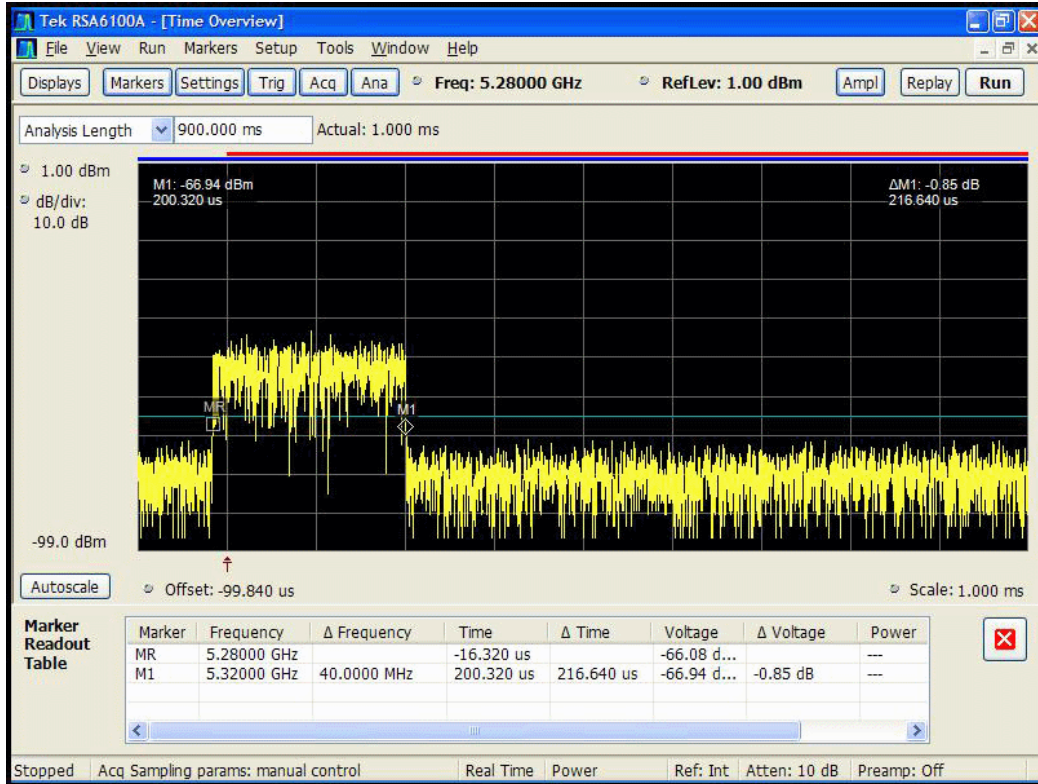 Tek RSA6100A - [Time Overview]
File View Run Markers Setup Tools Window Help
Displays Markers Settings Trig Acq Ana Freq: 5.28000 GHz RefLev: 1.00 dBm Ampl Replay Run
Analysis Length 900.000 ms Actual: 1.000 ms
1.00 dBm
dB/div:
10.0 dB
M1: -66.94 dBm
200.320 us
ΔM1: -0.85 dB
216.640 us
MR
M1
-99.0 dBm
Autoscale Offset: -99.840 us Scale: 1.000 ms
Marker
Readout
Table
Marker Frequency Δ Frequency Time Δ Time Voltage Δ Voltage Power
MR 5.28000 GHz -16.320 us -66.08 d... ---
M1 5.32000 GHz 40.0000 MHz 200.320 us 216.640 us -66.94 d... -0.85 dB ---
Stopped Acq Sampling params: manual control Real Time Power Ref: Int Atten: 10 dB Preamp: Off